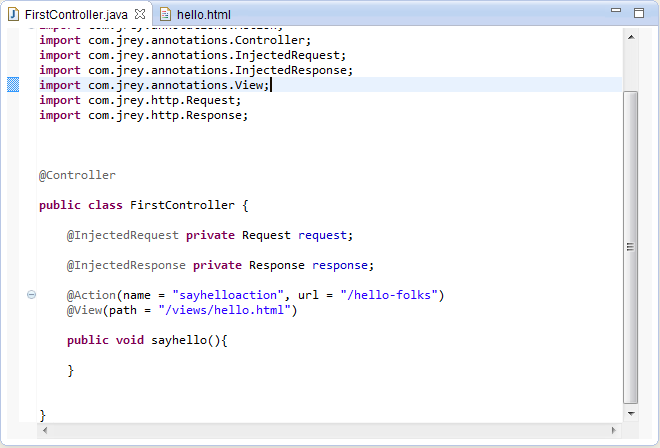 FirstController.java hello.html
import com.jrey.annotations.Controller;
import com.jrey.annotations.InjectedRequest;
import com.jrey.annotations.InjectedResponse;
import com.jrey.annotations.View;
import com.jrey.http.Request;
import com.jrey.http.Response;
@Controller
public class FirstController {
@InjectedRequest private Request request;
@InjectedResponse private Response response;
@Action(name = "sayhelloaction", url = "/hello-folks")
@View(path = "/views/hello.html")
public void sayhello(){
}
}